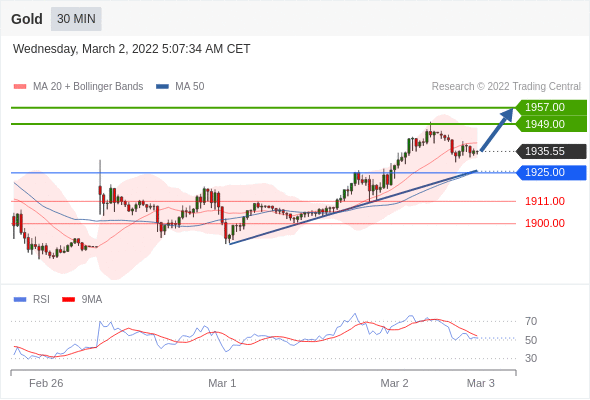 Gold 30 MIN
Wednesday, March 2, 2022 5:07:34 AM CET
MA 20 + Bollinger Bands MA 50 Research © 2022 Trading Central
1957.00
1949.00
1935.55
1925.00
1911.00
1900.00
RSI 9MA
70
50
30
Feb 26 Mar 1 Mar 2 Mar 3